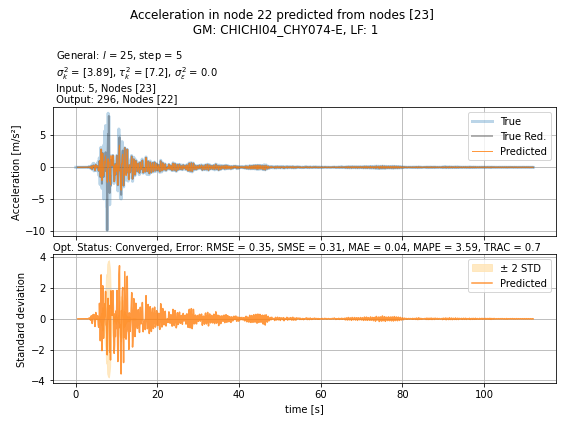 Acceleration in node 22 predicted from nodes [23]
GM: CHICHI04_CHY074-E, LF: 1
General: l = 25, step = 5
σ²ₖ = [3.89], τ²ₖ = [7.2], σ²ε = 0.0
Input: 5, Nodes [23]
Output: 296, Nodes [22]
Acceleration [m/s²]
5
0
−5
−10
True
True Red.
Predicted
Opt. Status: Converged, Error: RMSE = 0.35, SMSE = 0.31, MAE = 0.04, MAPE = 3.59, TRAC = 0.7
Standard deviation
4
2
0
−2
−4
± 2 STD
Predicted
0 20 40 60 80 100
time [s]